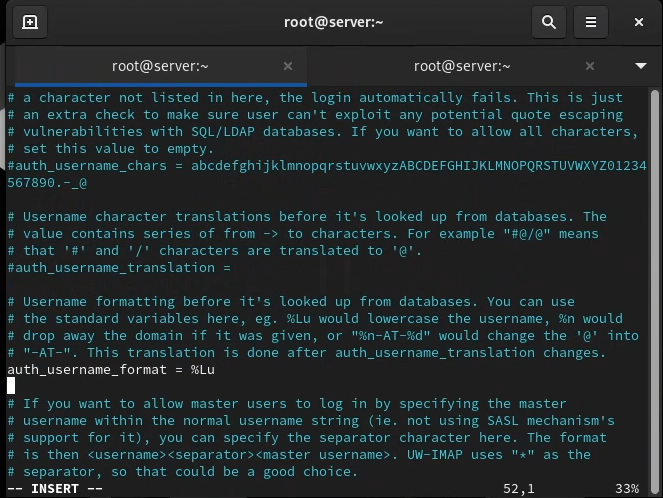 root@server:~
root@server:~
root@server:~
# a character not listed in here, the login automatically fails. This is just
# an extra check to make sure user can't exploit any potential quote escaping
# vulnerabilities with SQL/LDAP databases. If you want to allow all characters,
# set this value to empty.
#auth_username_chars = abcdefghijklmnopqrstuvwxyzABCDEFGHIJKLMNOPQRSTUVWXYZ01234
567890.-_@
# Username character translations before it's looked up from databases. The
# value contains series of from -> to characters. For example "#@/@" means
# that '#' and '/' characters are translated to '@'.
#auth_username_translation =
# Username formatting before it's looked up from databases. You can use
# the standard variables here, eg. %Lu would lowercase the username, %n would
# drop away the domain if it was given, or "%n-AT-%d" would change the '@' into
# "-AT-". This translation is done after auth_username_translation changes.
auth_username_format = %Lu
# If you want to allow master users to log in by specifying the master
# username within the normal username string (ie. not using SASL mechanism's
# support for it), you can specify the separator character here. The format
# is then <username><separator><master username>. UW-IMAP uses "*" as the
# separator, so that could be a good choice.
-- INSERT -- 52,1 33%